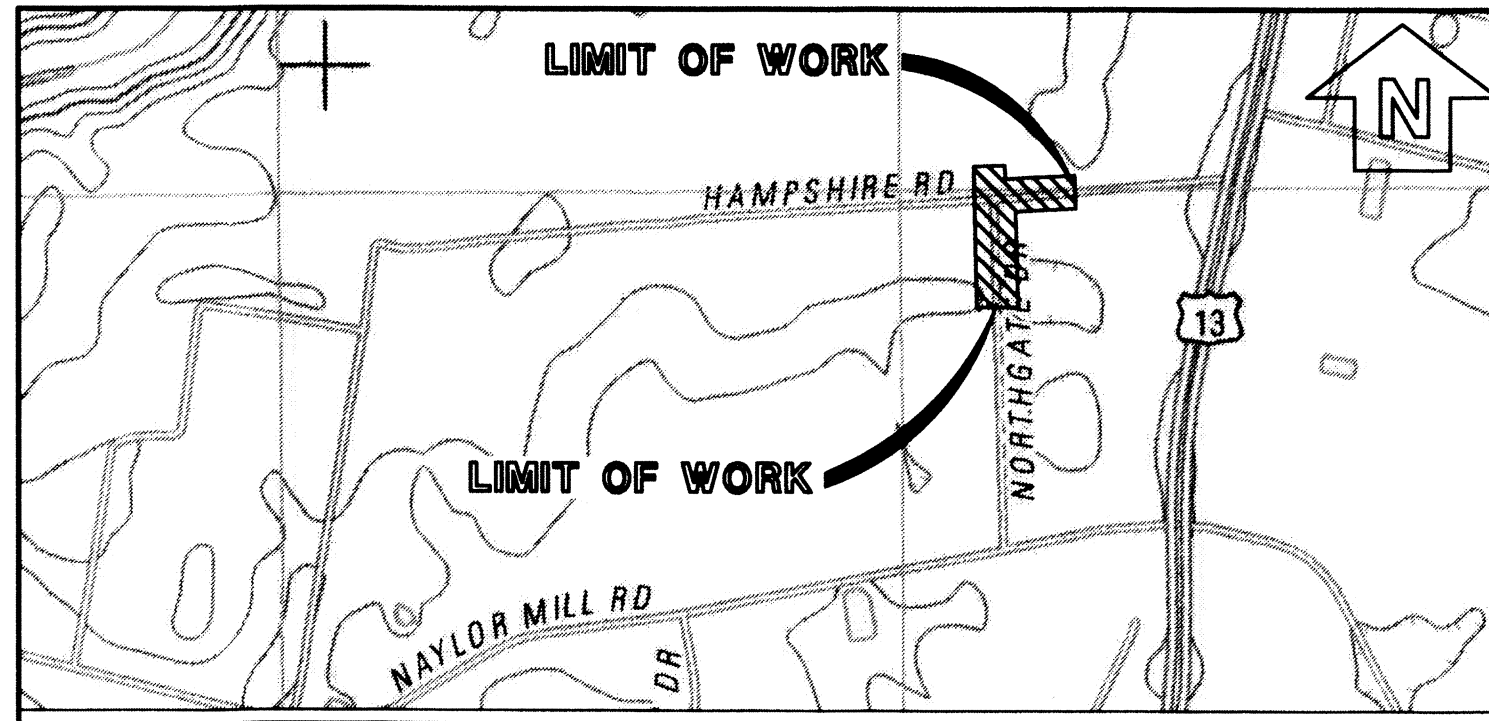 LIMIT OF WORK
N
HAMPSHIRE RD
13
NORTHGATE DR
LIMIT OF WORK
NAYLOR MILL RD
DR